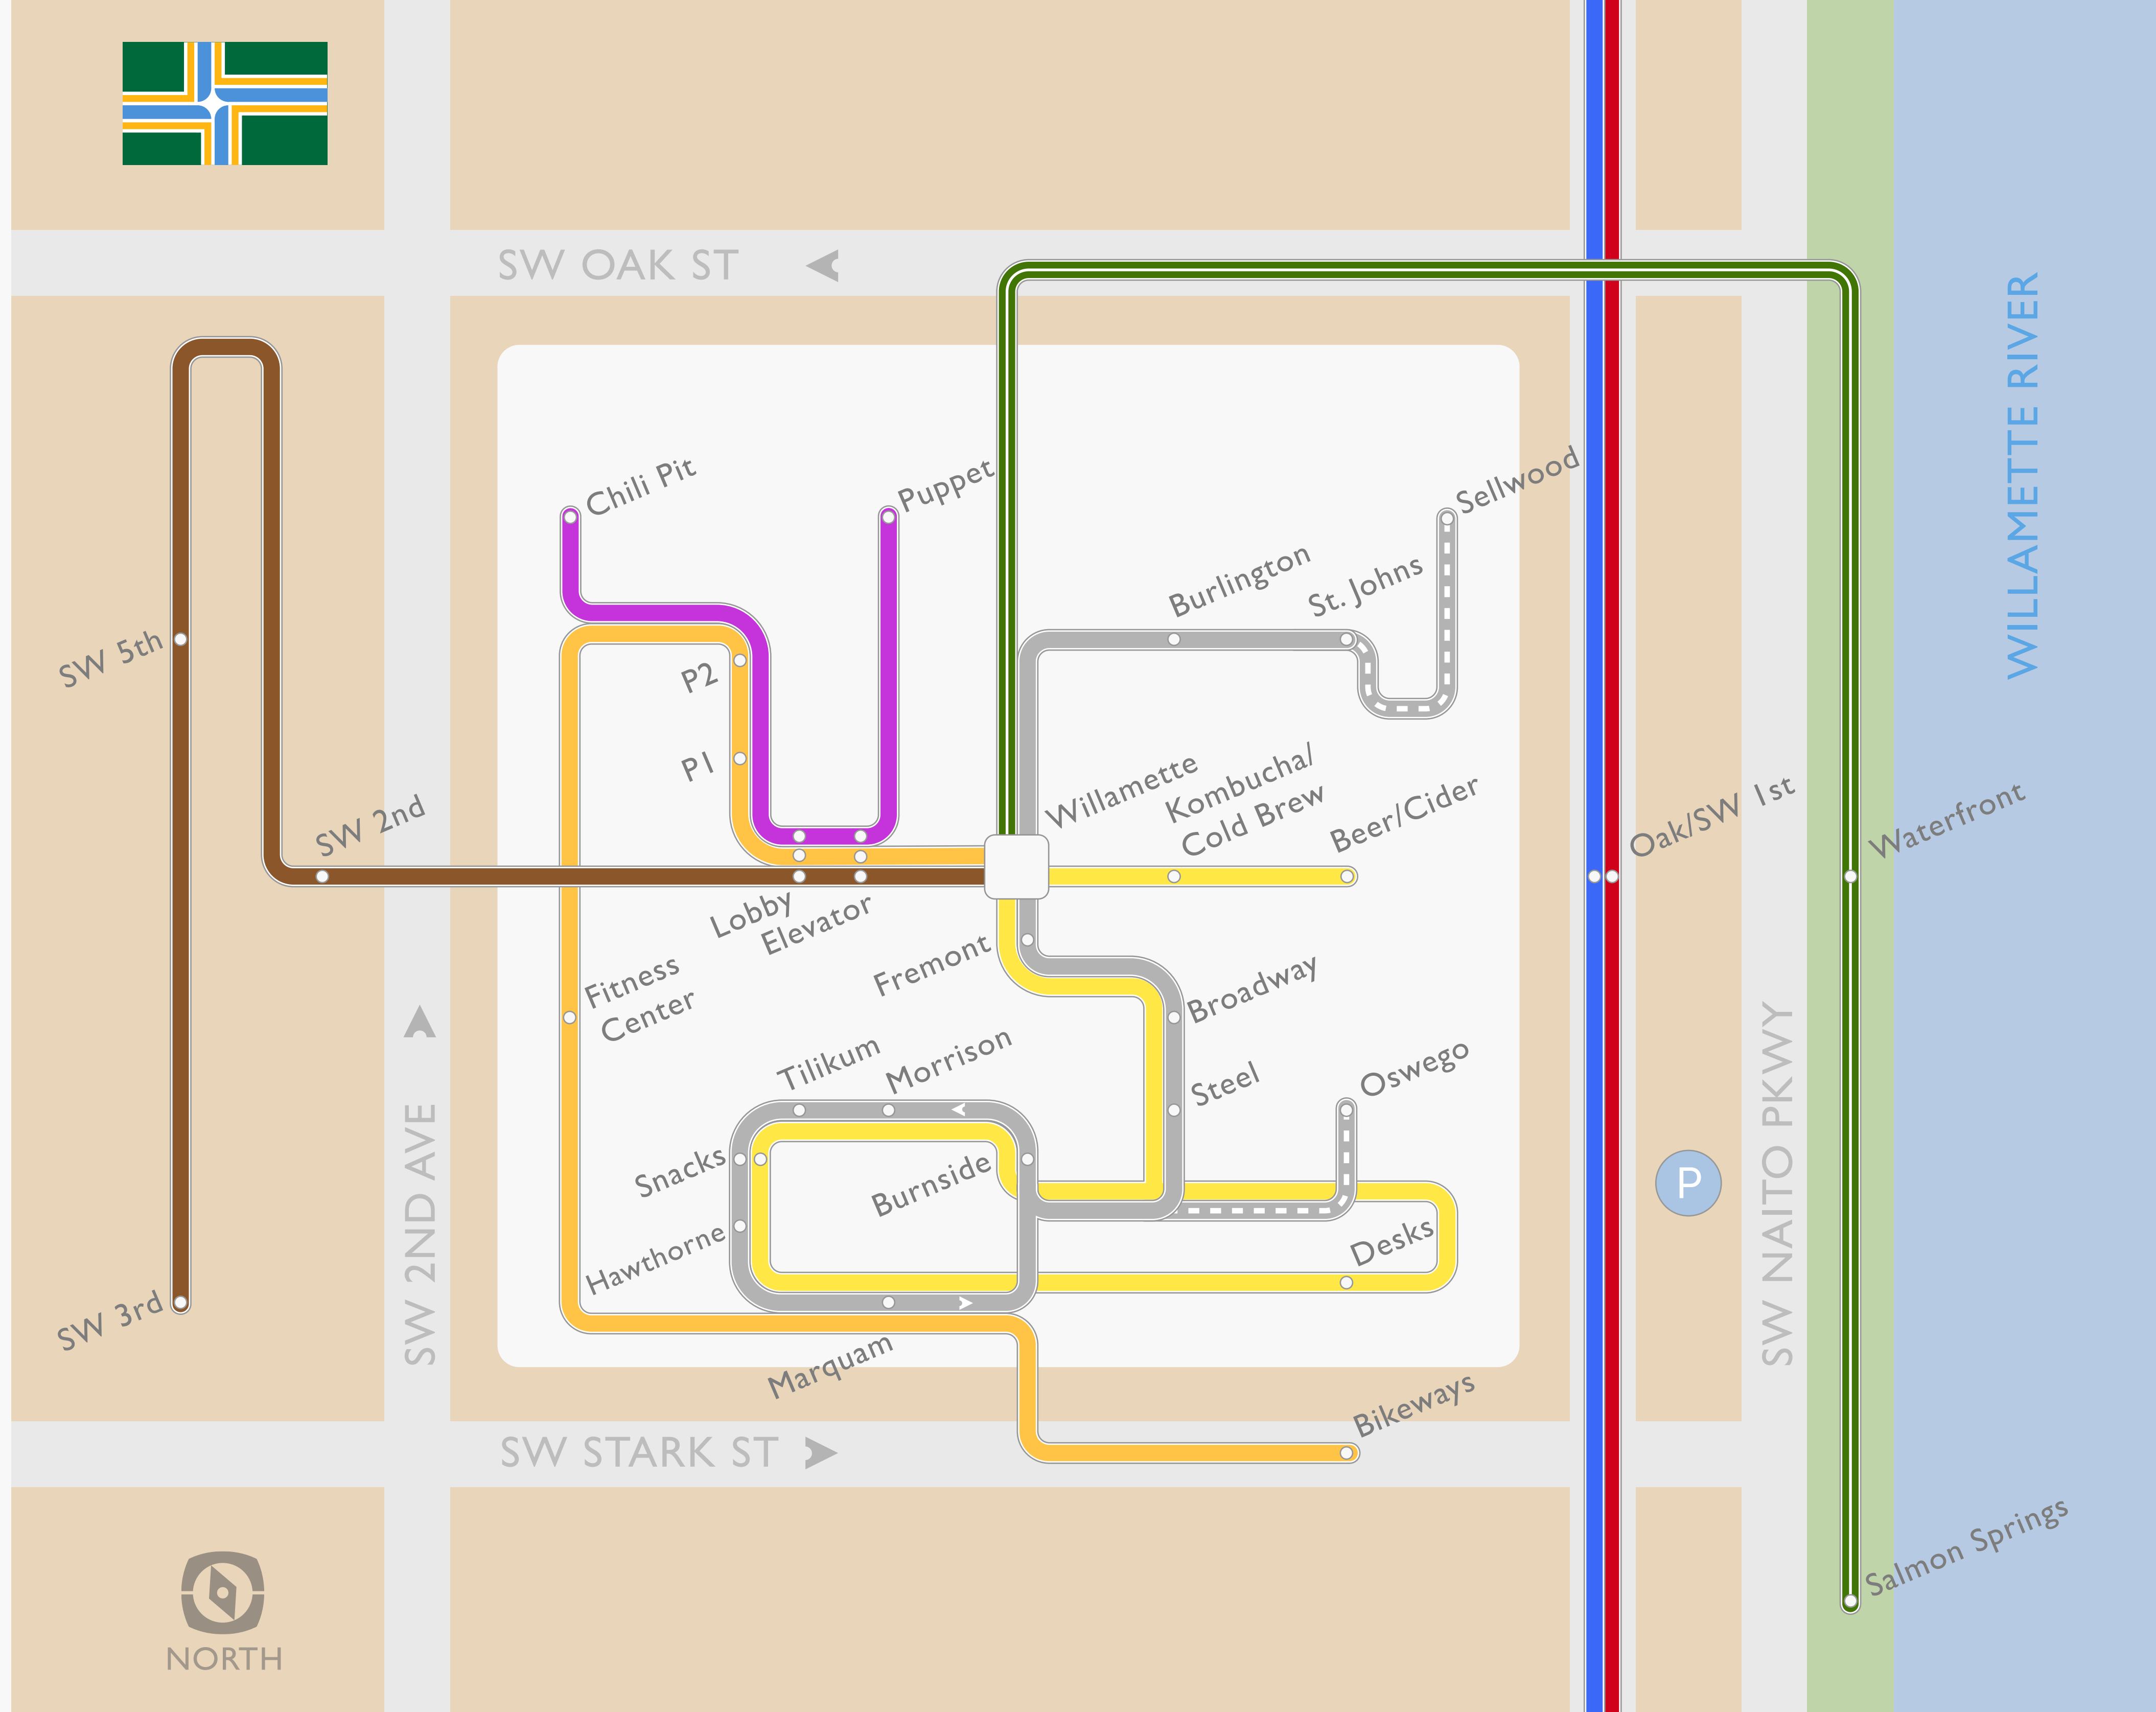 SW OAK ST
WILLAMETTE RIVER
Chili Pit
Puppet
Sellwood
Burlington
St. Johns
SW 5th
P2
P1
SW 2nd
Willamette
Kombucha/
Cold Brew
Beer/Cider
Oak/SW 1st
Waterfront
Lobby
Elevator
Fremont
Fitness
Center
Broadway
Tilikum
Morrison
Steel
Oswego
Snacks
Burnside
Hawthorne
Desks
P
SW 2ND AVE
SW NAITO PKWY
SW 3rd
Marquam
Bikeways
SW STARK ST
Salmon Springs
NORTH